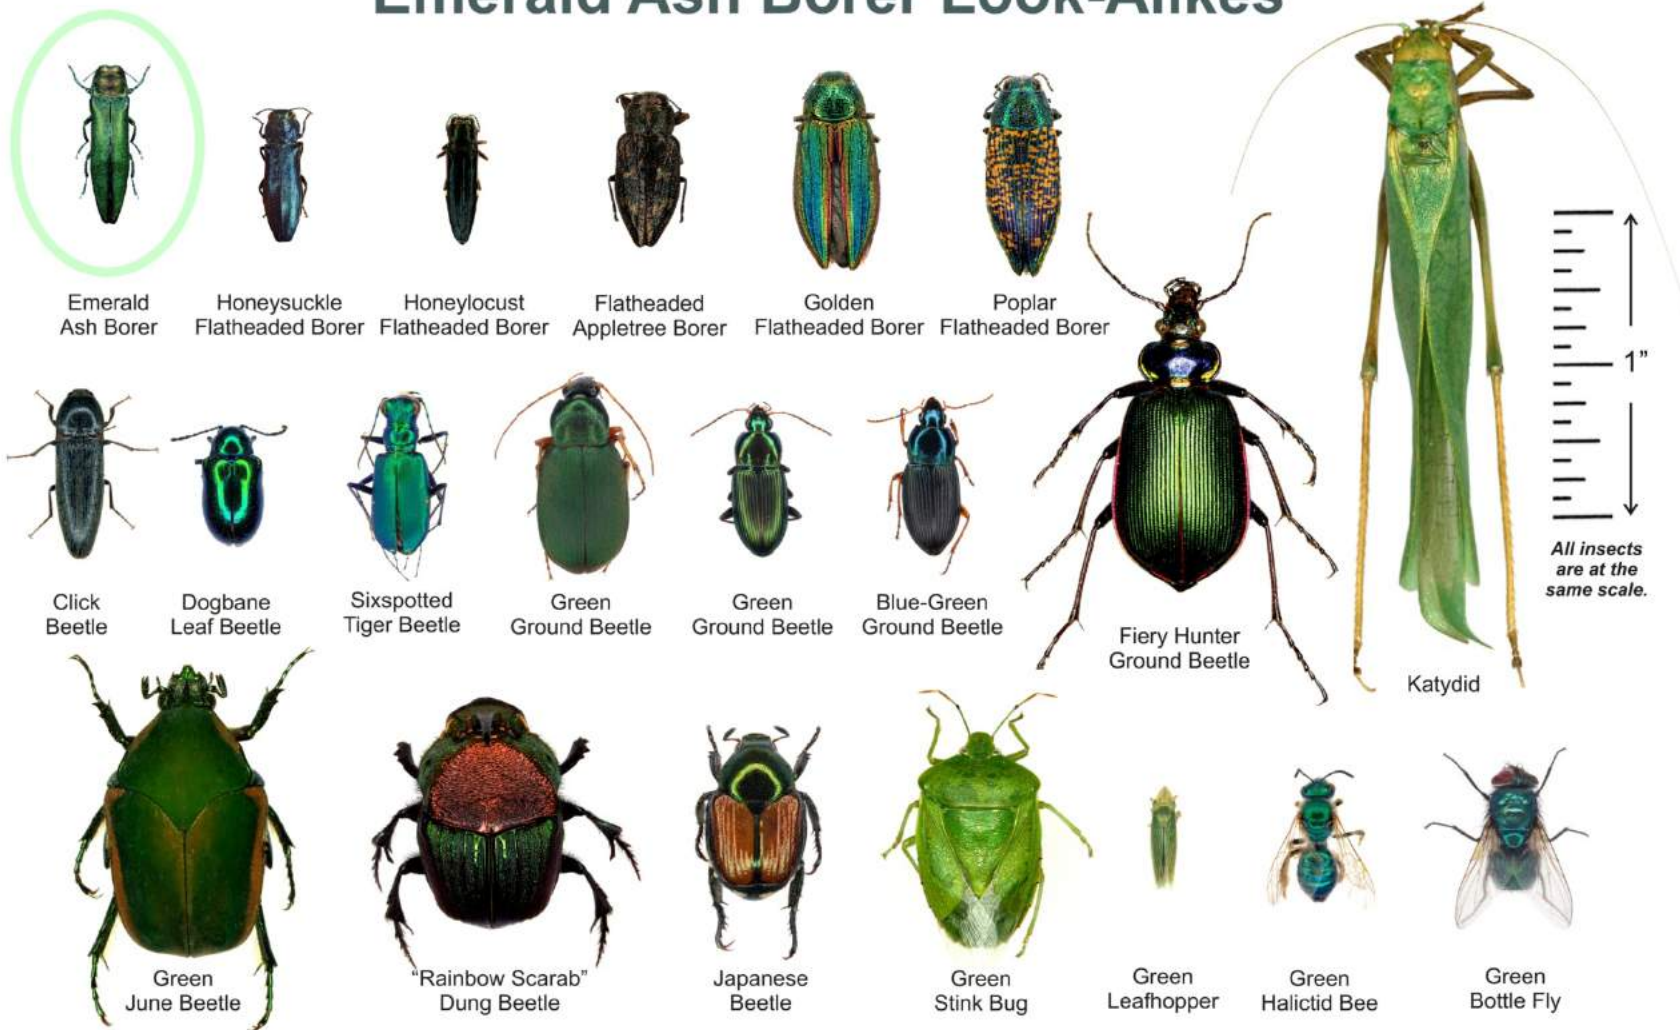 Emerald Ash Borer Look-Alikes
Emerald
Ash Borer
Honeysuckle
Flatheaded Borer
Honeylocust
Flatheaded Borer
Flatheaded
Appletree Borer
Golden
Flatheaded Borer
Poplar
Flatheaded Borer
1”
All insects
are at the
same scale.
Click
Beetle
Dogbane
Leaf Beetle
Sixspotted
Tiger Beetle
Green
Ground Beetle
Green
Ground Beetle
Blue-Green
Ground Beetle
Fiery Hunter
Ground Beetle
Katydid
Green
June Beetle
“Rainbow Scarab”
Dung Beetle
Japanese
Beetle
Green
Stink Bug
Green
Leafhopper
Green
Halictid Bee
Green
Bottle Fly